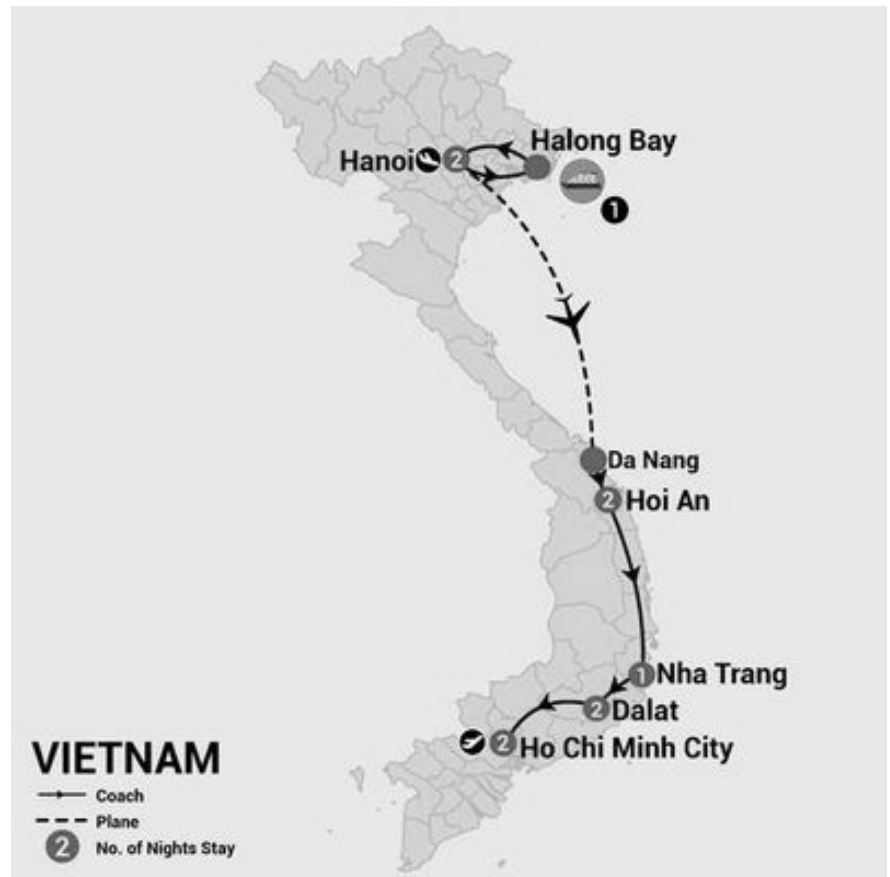 Halong Bay
Hanoi 2
1
Da Nang
2 Hoi An
1 Nha Trang
2 Dalat
2 Ho Chi Minh City
VIETNAM
Coach
Plane
2 No. of Nights Stay